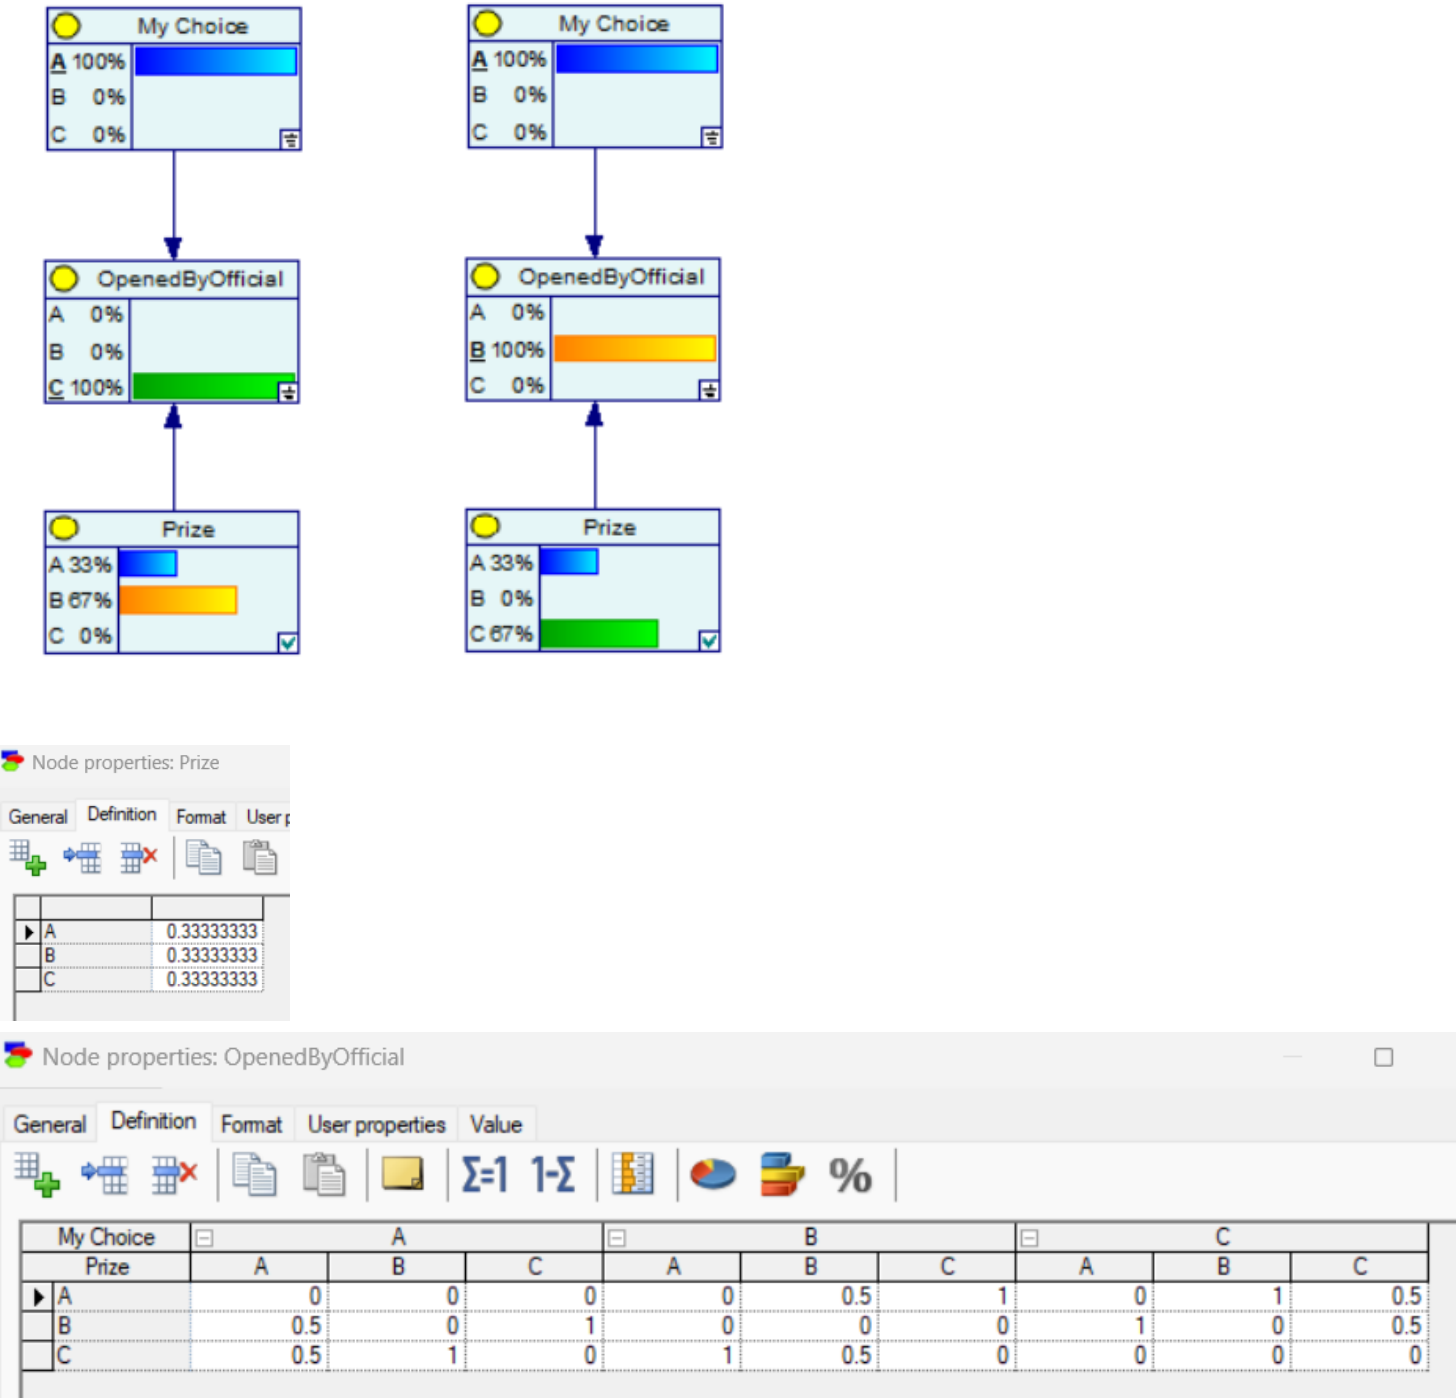 My Choice
A 100%
B 0%
C 0%
OpenedByOfficial
A 0%
B 0%
C 100%
Prize
A 33%
B 67%
C 0%
My Choice
A 100%
B 0%
C 0%
OpenedByOfficial
A 0%
B 100%
C 0%
Prize
A 33%
B 0%
C 67%
Node properties: Prize
General Definition Format User p
A 0.33333333
B 0.33333333
C 0.33333333
Node properties: OpenedByOfficial
General Definition Format User properties Value
Σ=1 1-Σ %
My Choice A B C
Prize A B C A B C A B C
A 0 0 0 0 0.5 1 0 1 0.5
B 0.5 0 1 0 0 0 1 0 0.5
C 0.5 1 0 1 0.5 0 0 0 0